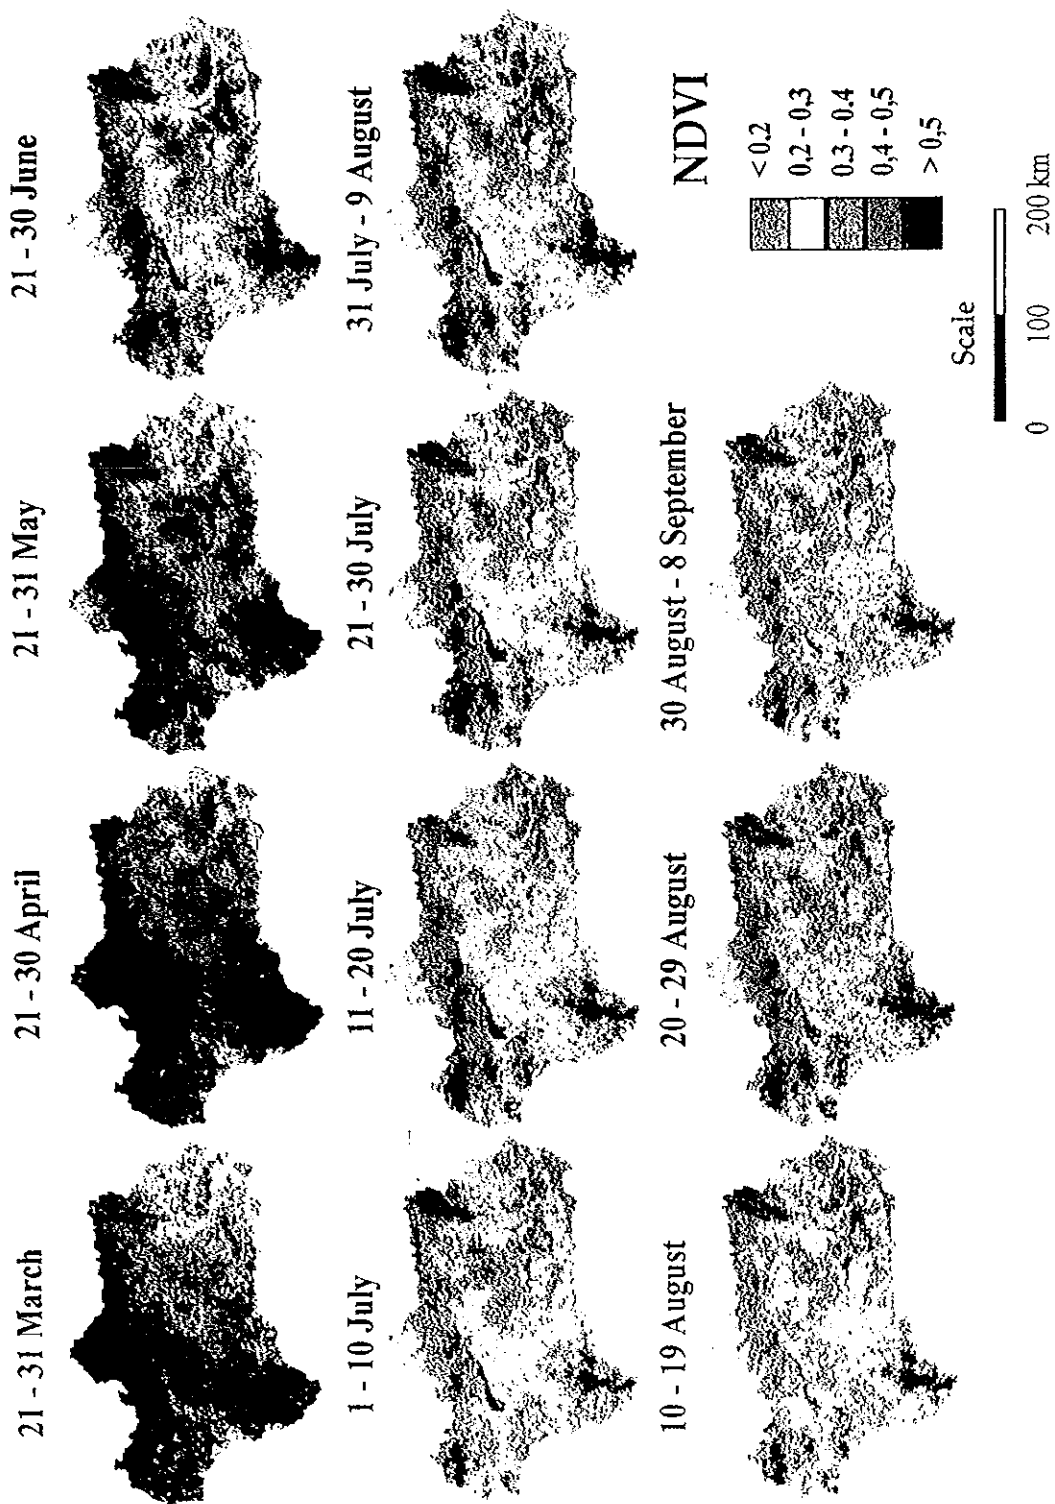 21 - 31 March
21 - 30 April
21 - 31 May
21 - 30 June
1 - 10 July
11 - 20 July
21 - 30 July
31 July - 9 August
10 - 19 August
20 - 29 August
30 August - 8 September
NDVI
< 0.2
0,2 - 0,3
0.3 - 0.4
0,4 - 0,5
> 0,5
Scale
0 100 200 km